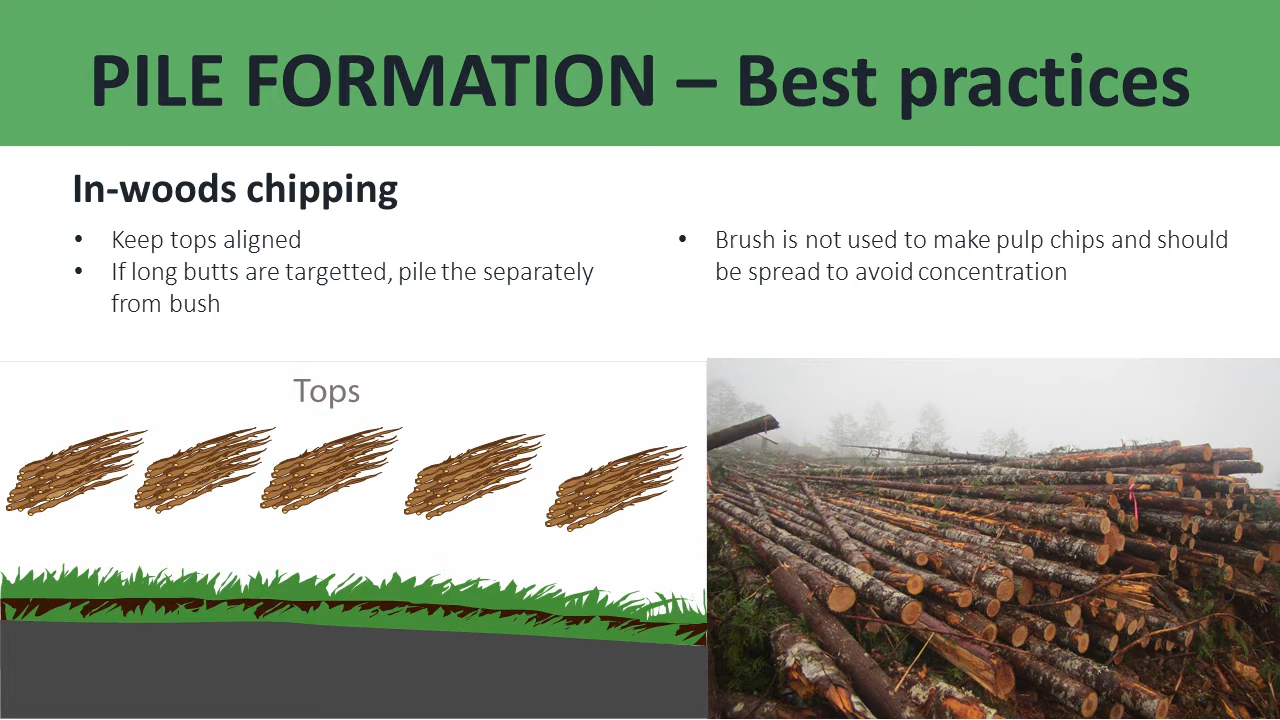 PILE FORMATION – Best practices
In-woods chipping
• Keep tops aligned
• If long butts are targetted, pile the separately
from bush
• Brush is not used to make pulp chips and should
be spread to avoid concentration
Tops